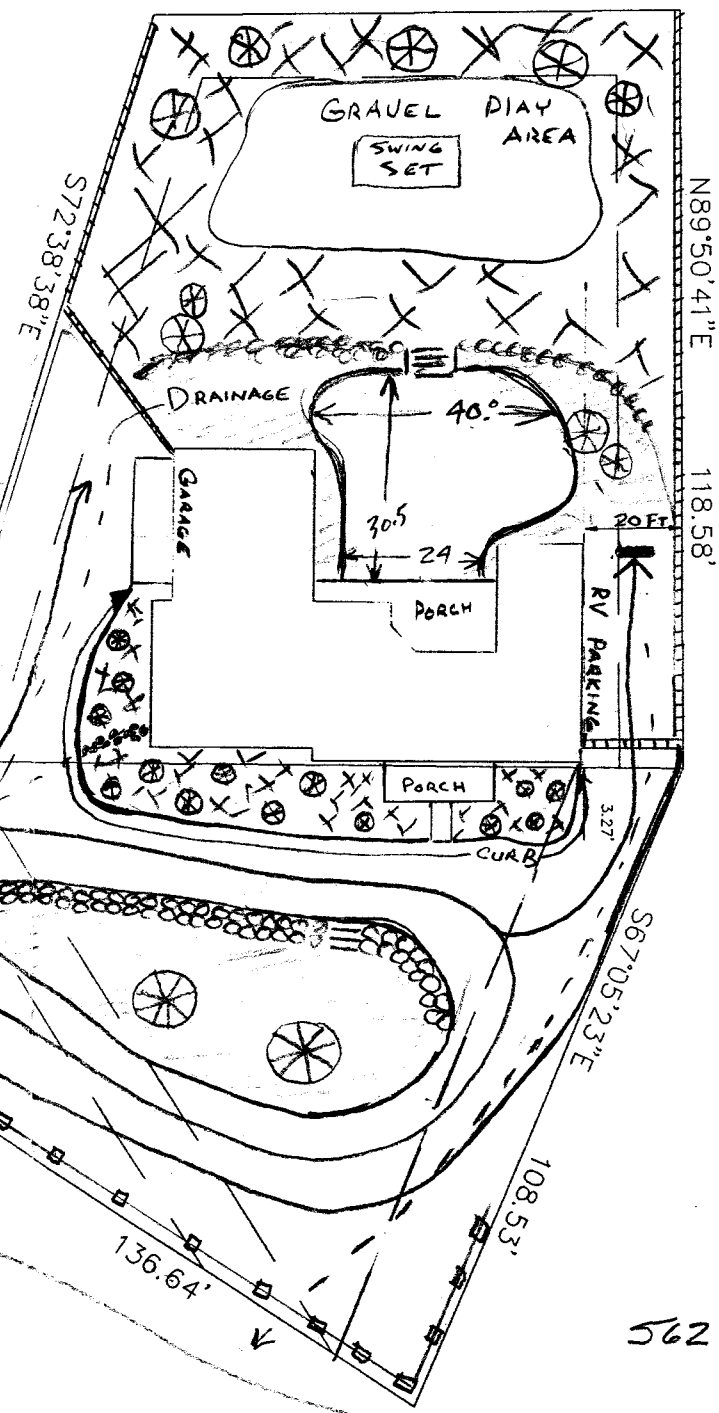 GRAVEL PLAY
AREA
SWING
SET
S72°38'38"E
N89°50'41"E
DRAINAGE
40.°
118.58'
GARAGE
30.5
20 FT.
24
PORCH
RV PARKING
PORCH
3.27'
CURB
S67°05'23"E
108.53'
136.64'
562